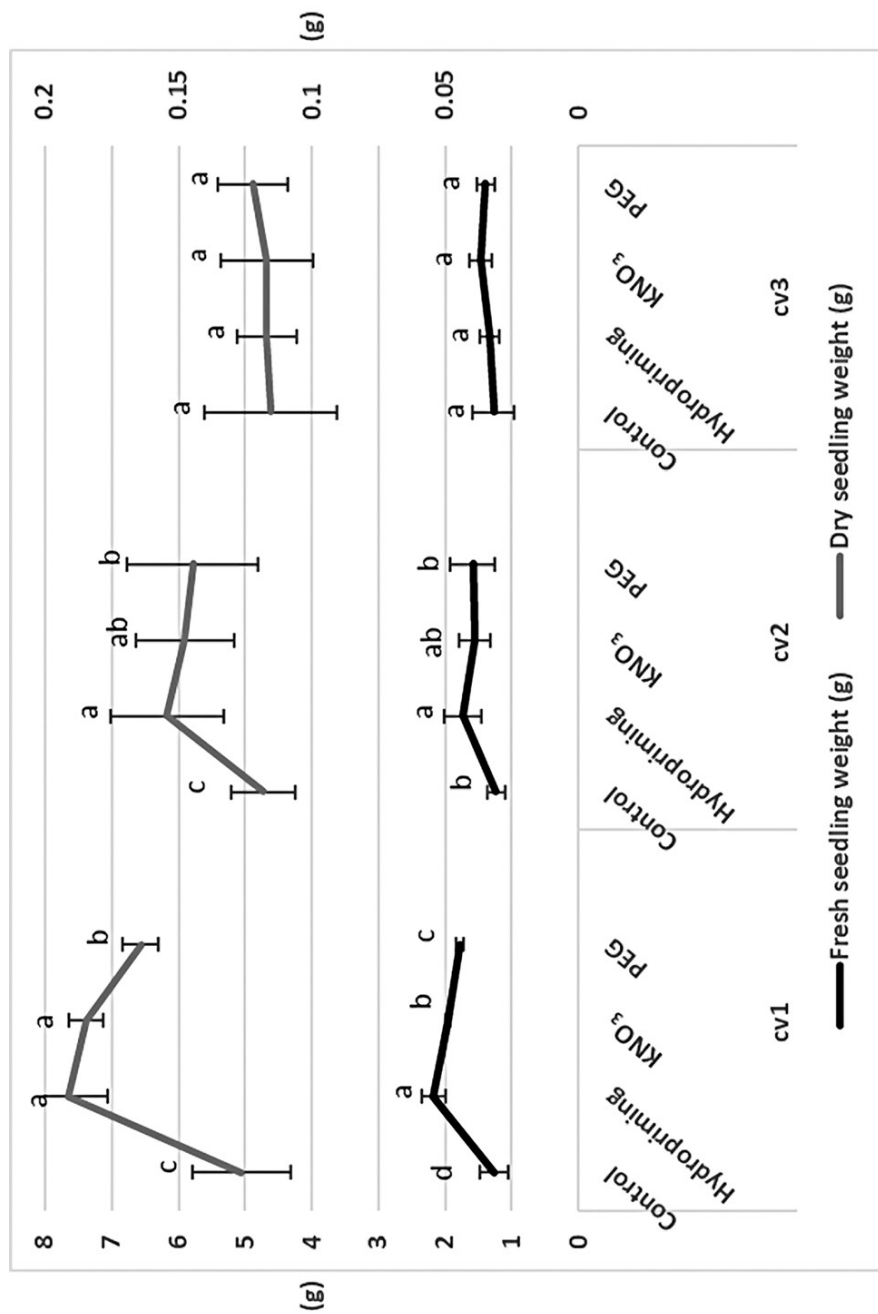 (g)
(g)
8
7
6
5
4
3
2
1
0
0.2
0.15
0.1
0.05
0
c
a
a
b
c
a
ab
b
a
a
a
a
d
a
b
c
b
a
ab
b
a
a
a
a
Control
Hydropriming
KNO₃
PEG
Control
Hydropriming
KNO₃
PEG
Control
Hydropriming
KNO₃
PEG
cv1
cv2
cv3
Fresh seedling weight (g)
Dry seedling weight (g)